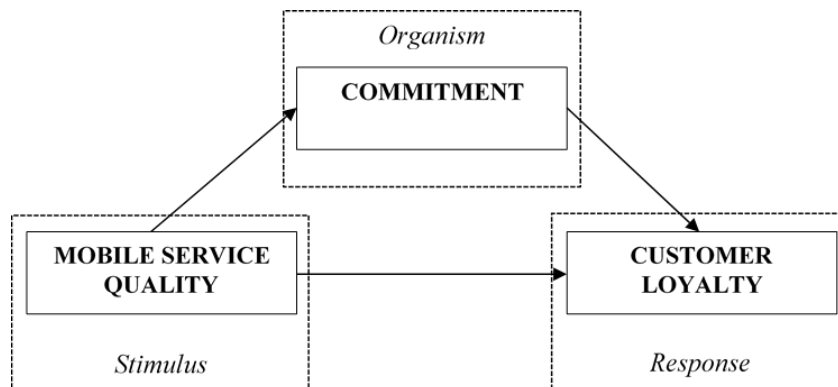 Organism
COMMITMENT
MOBILE SERVICE
QUALITY
Stimulus
CUSTOMER
LOYALTY
Response